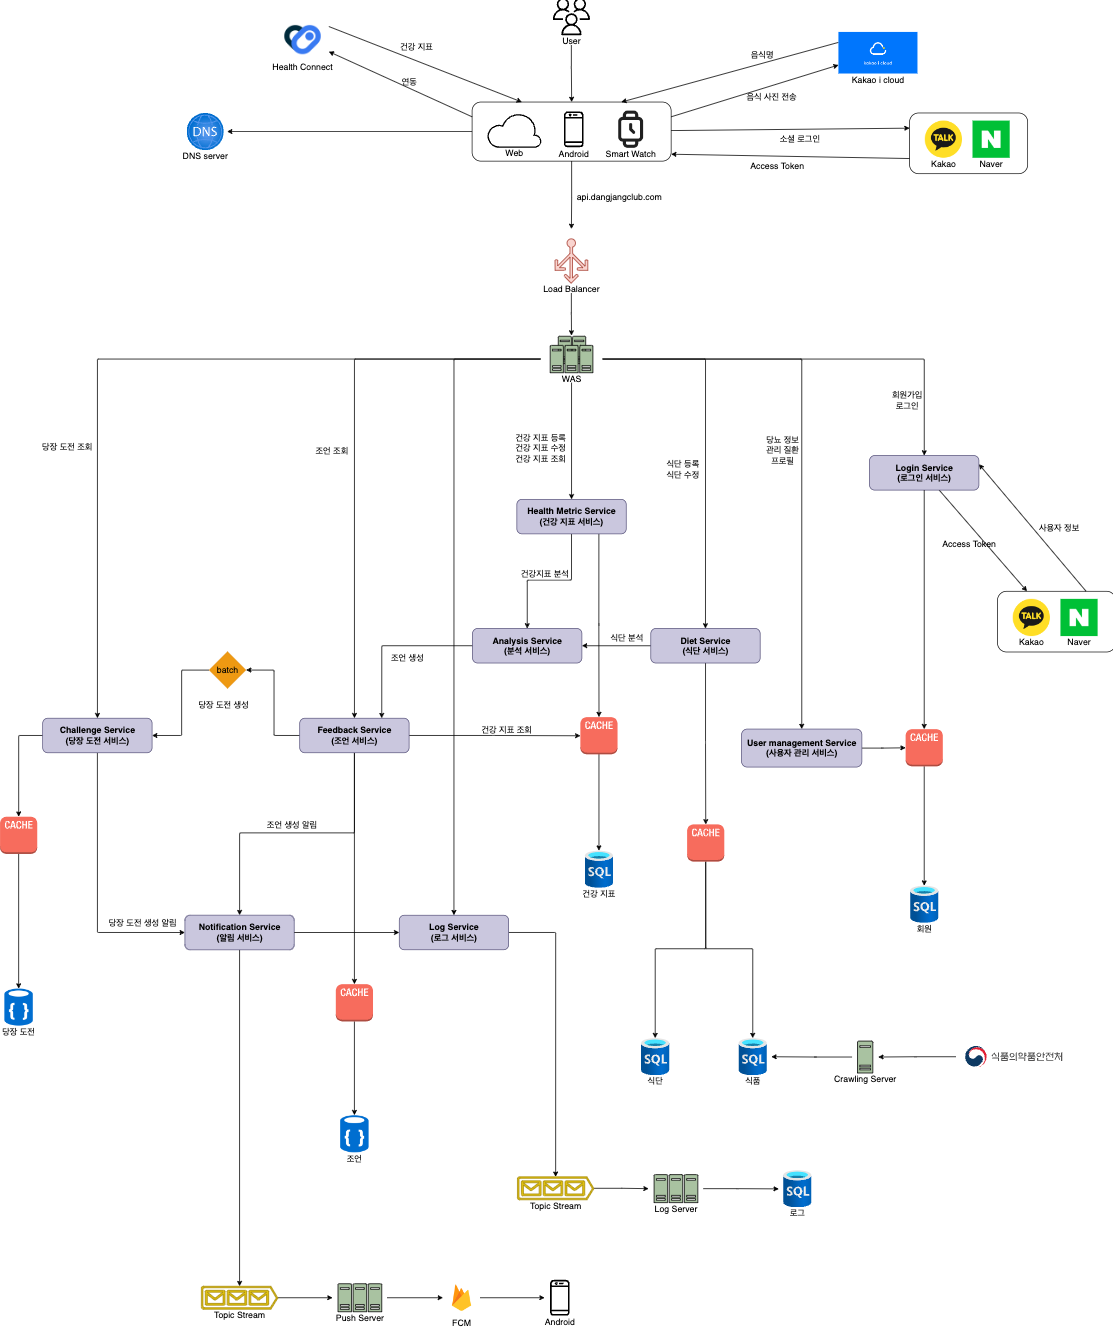 User
건강 지표
음식명
kakao i cloud
Health Connect
연동
Kakao i cloud
음식 사진 전송
DNS
DNS server
Web
Android
Smart Watch
소셜 로그인
TALK
N
Kakao
Naver
Access Token
api.dangjangclub.com
Load Balancer
WAS
당장 도전 조회
조언 조회
건강 지표 등록
건강 지표 수정
건강 지표 조회
식단 등록
식단 수정
당뇨 정보
관리 질환
프로필
회원가입
로그인
Login Service
(로그인 서비스)
Health Metric Service
(건강 지표 서비스)
사용자 정보
Access Token
건강지표 분석
TALK
N
Kakao
Naver
Analysis Service
(분석 서비스)
식단 분석
Diet Service
(식단 서비스)
조언 생성
batch
당장 도전 생성
Challenge Service
(당장 도전 서비스)
Feedback Service
(조언 서비스)
건강 지표 조회
CACHE
User management Service
(사용자 관리 서비스)
CACHE
CACHE
조언 생성 알림
CACHE
SQL
건강 지표
SQL
회원
당장 도전 생성 알림
Notification Service
(알림 서비스)
Log Service
(로그 서비스)
CACHE
{ }
당장 도전
SQL
식단
SQL
식품
Crawling Server
식품의약품안전처
{ }
조언
Topic Stream
Log Server
SQL
로그
Topic Stream
Push Server
FCM
Android